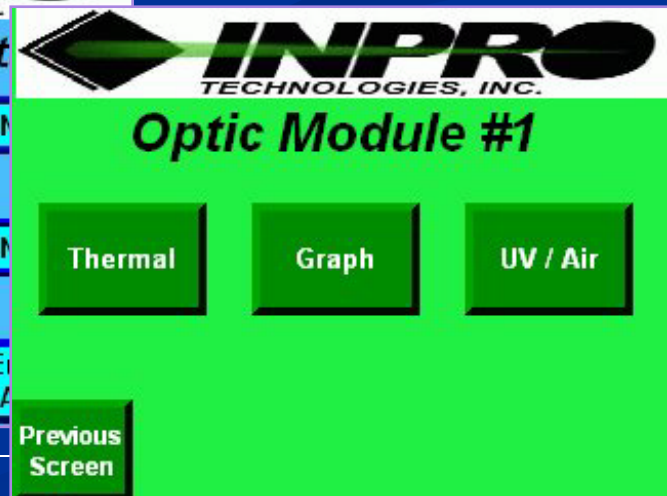 INPRO
TECHNOLOGIES, INC.
Optic Module #1
Thermal
Graph
UV / Air
Previous
Screen